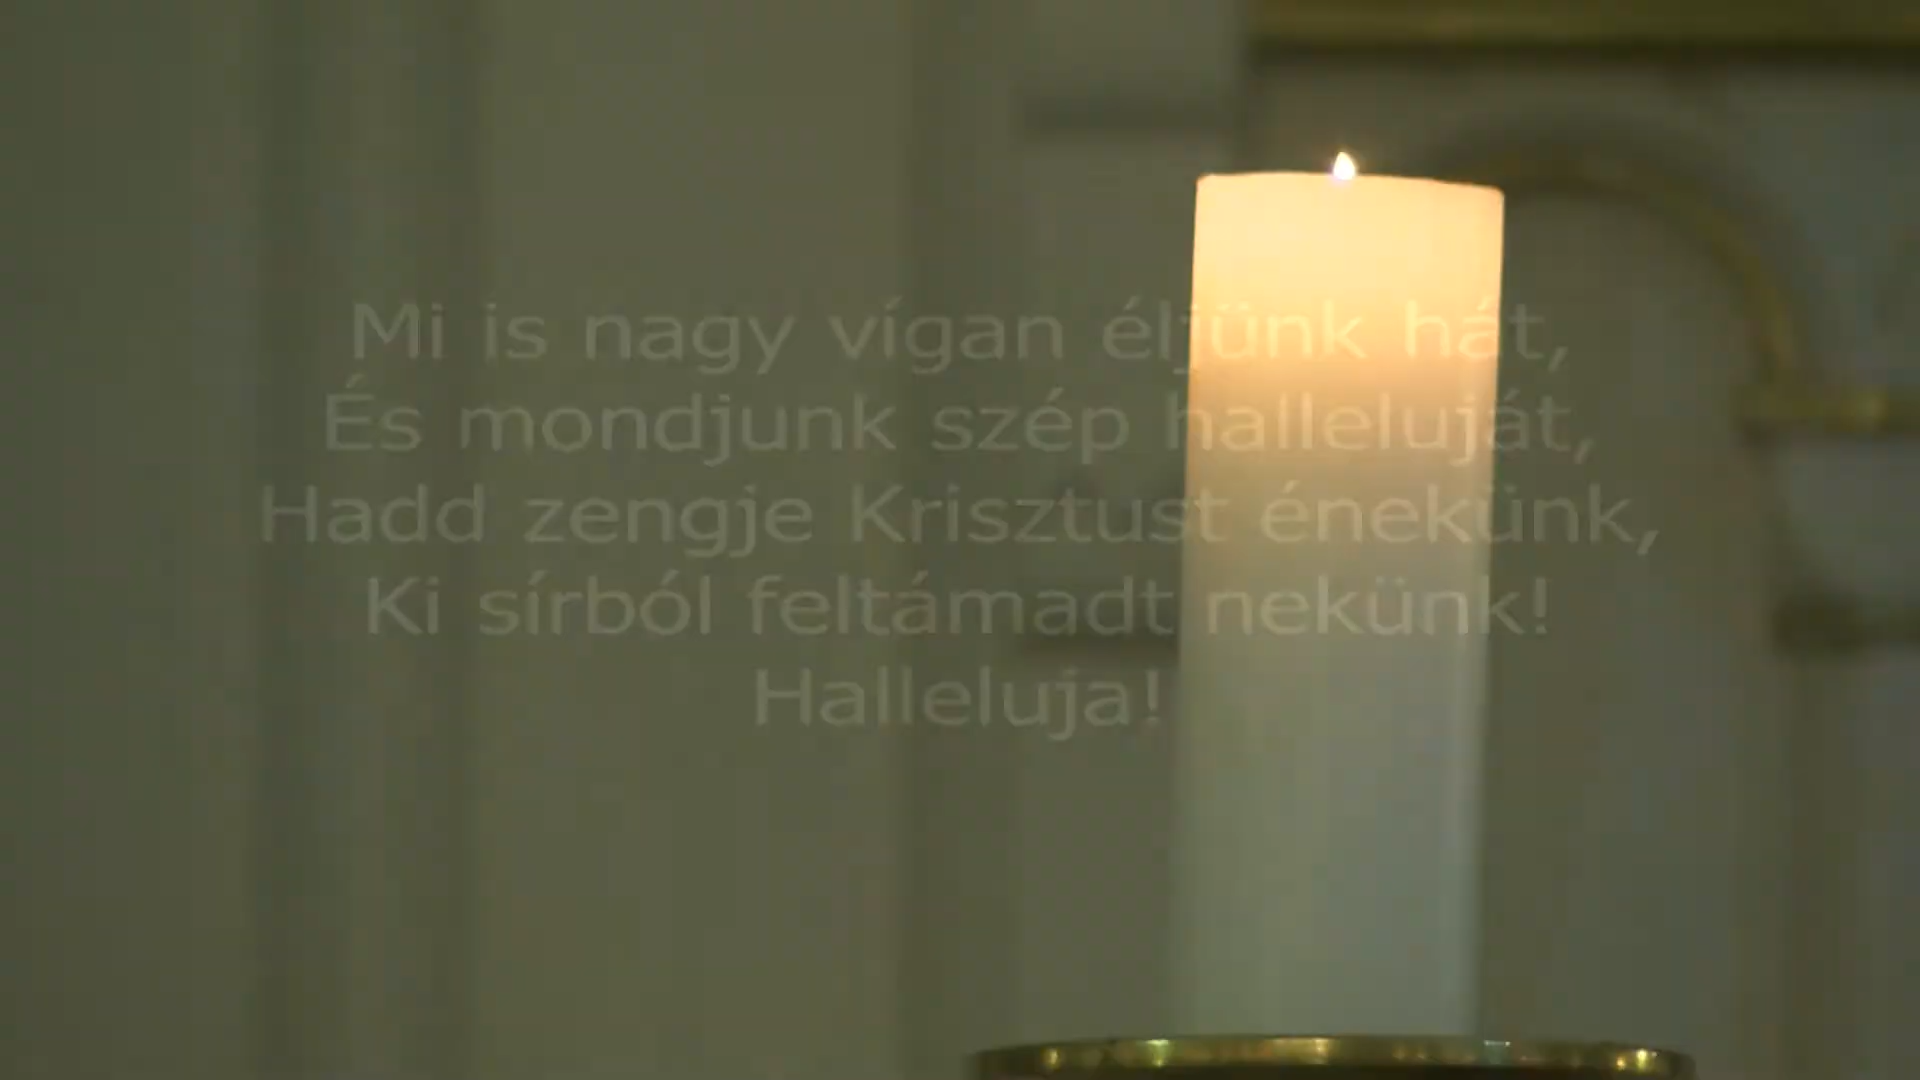 Mi is nagy vígan éljünk hát,
És mondjunk szép halleluját,
Hadd zengje Krisztust énekünk,
Ki sírból feltámadt nekünk!
Halleluja!